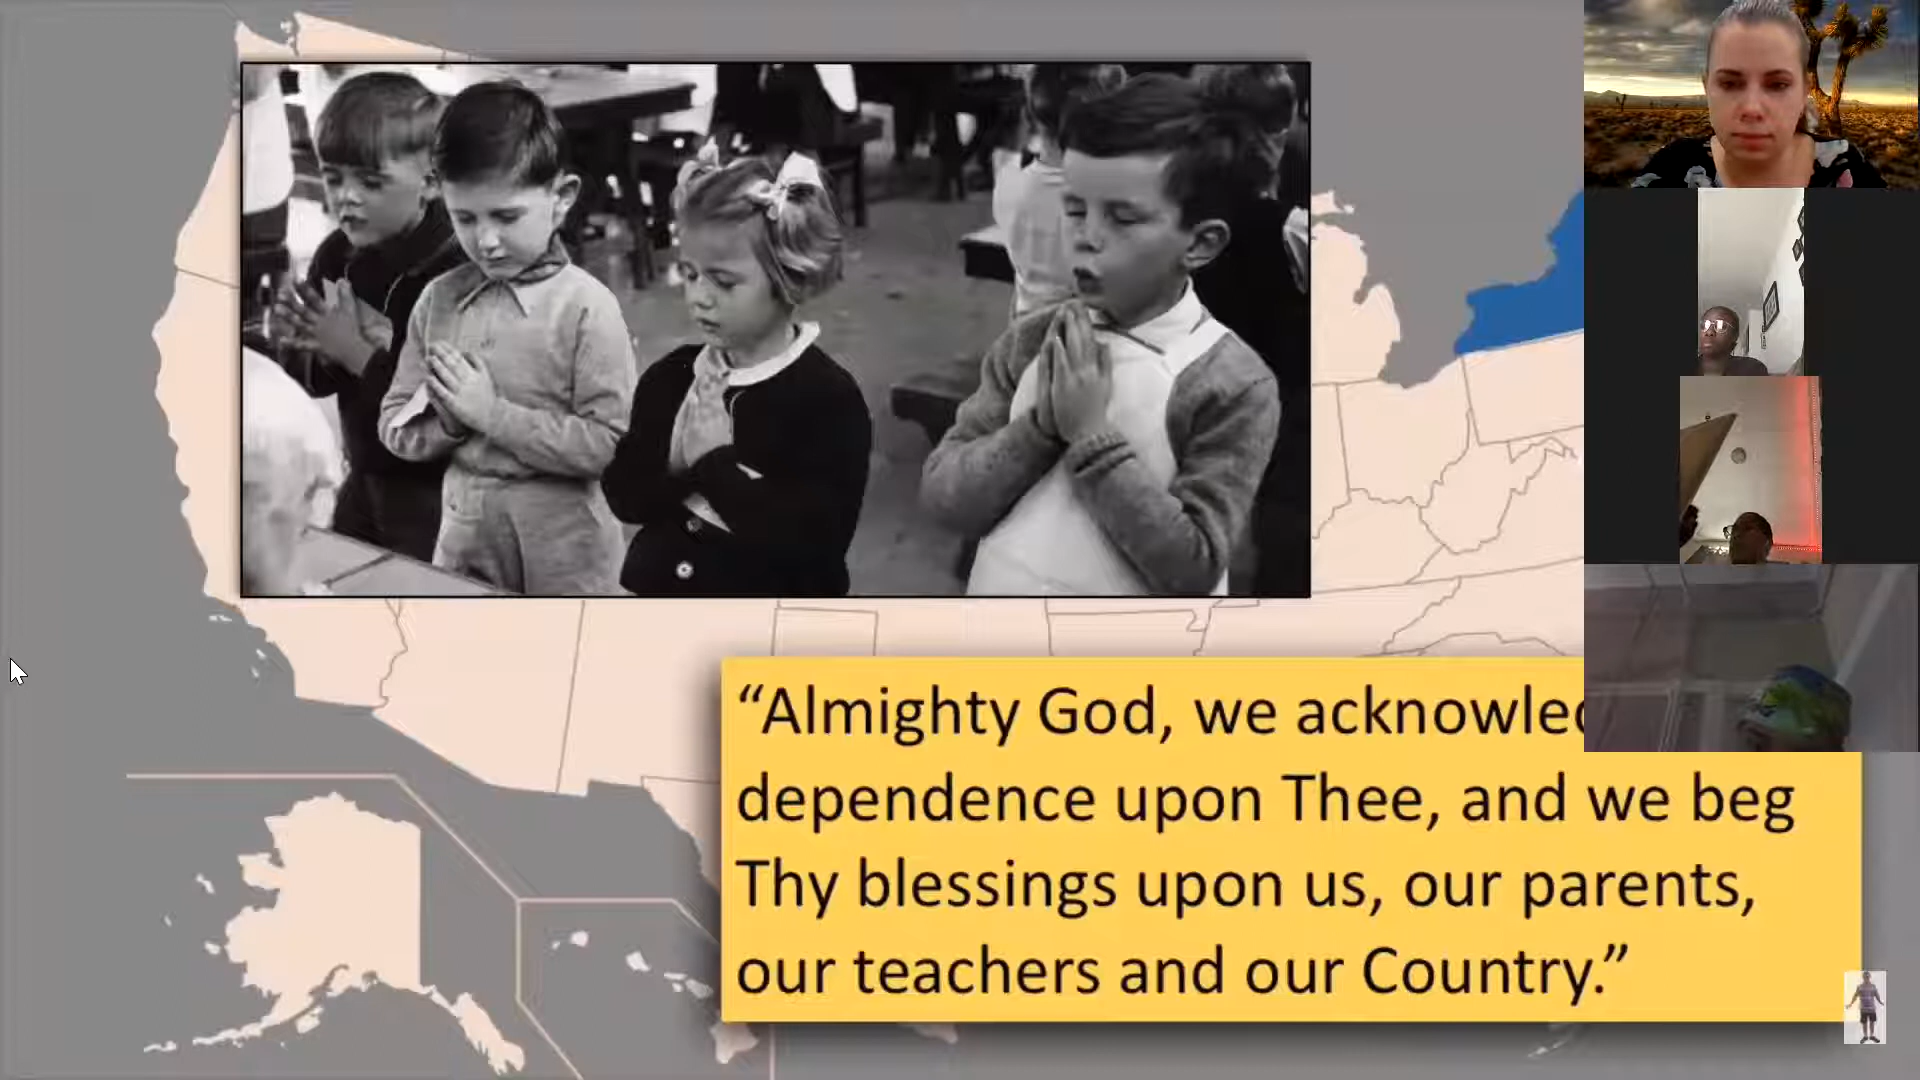 “Almighty God, we acknowled
dependence upon Thee, and we beg
Thy blessings upon us, our parents,
our teachers and our Country.”